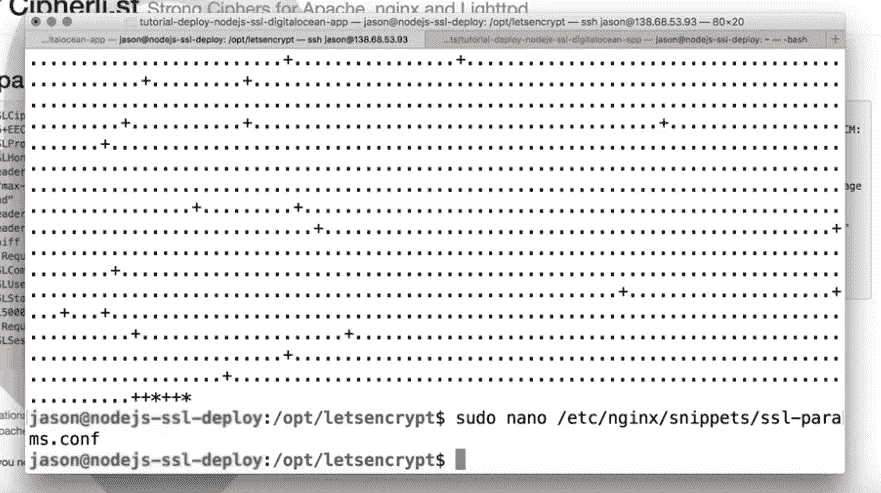 Cipherli.st Strong Ciphers for Apache, nginx and Lighttpd
tutorial-deploy-nodejs-ssl-digitalocean-app — jason@nodejs-ssl-deploy: /opt/letsencrypt — ssh jason@138.68.53.93 — 80×20
...italocean-app — jason@nodejs-ssl-deploy: /opt/letsencrypt — ssh jason@138.68.53.93
...ts/tutorial-deploy-nodejs-ssl-digitalocean-app — jason@nodejs-ssl-deploy: ~ — -bash
.........................+................+.....................................
...........+.........+..........................................................
................................................................................
.........+...........+........................................+.................
.......+........................................................................
................................................................................
................................................................................
................+.........+.....................................................
............................+..................................................+
................................................................................
........+.......................................................................
..........................................................+....................+
...+...+........................................................................
..........+....................+................................................
.........................+......................................................
...................+............................................................
..........++*++*
jason@nodejs-ssl-deploy:/opt/letsencrypt$ sudo nano /etc/nginx/snippets/ssl-para
ms.conf
jason@nodejs-ssl-deploy:/opt/letsencrypt$